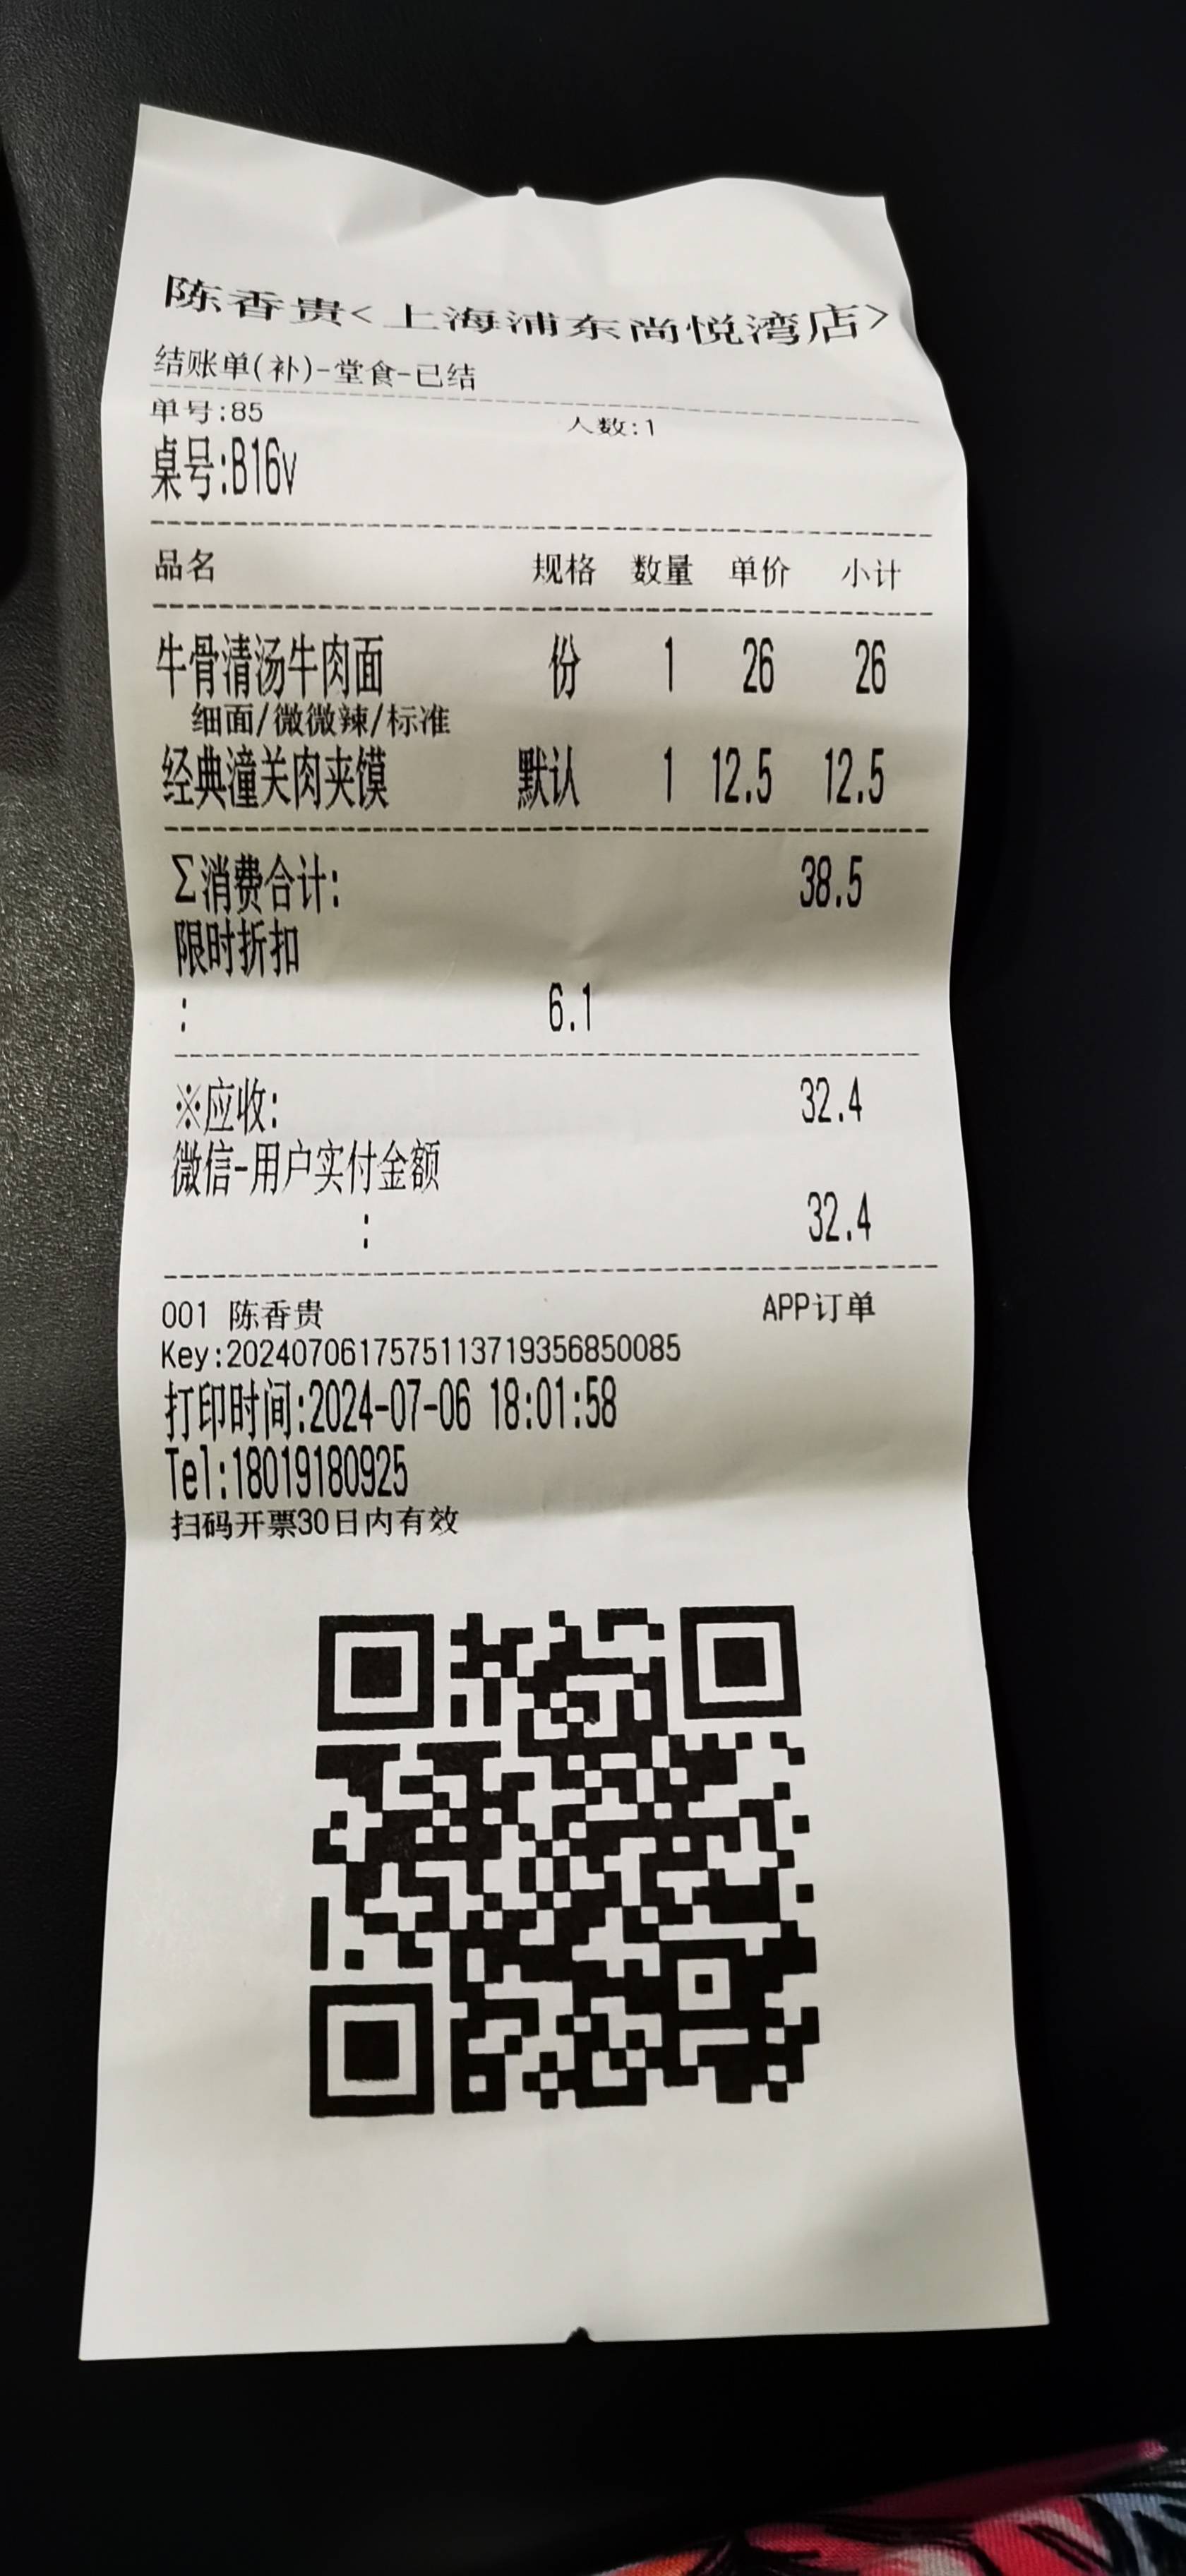 陈香贵<上海浦东尚悦湾店>
结账单(补)-堂食-已结
单号:85 人数:1
桌号:B16v
品名 规格 数量 单价 小计
牛骨清汤牛肉面 份 1 26 26
细面/微微辣/标准
经典潼关肉夹馍 默认 1 12.5 12.5
Σ消费合计: 38.5
限时折扣
: 6.1
※应收: 32.4
微信-用户实付金额
: 32.4
001 陈香贵 APP订单
Key:202407061757511371935685​0085
打印时间:2024-07-06 18:01:58
Tel:18019180925
扫码开票30日内有效